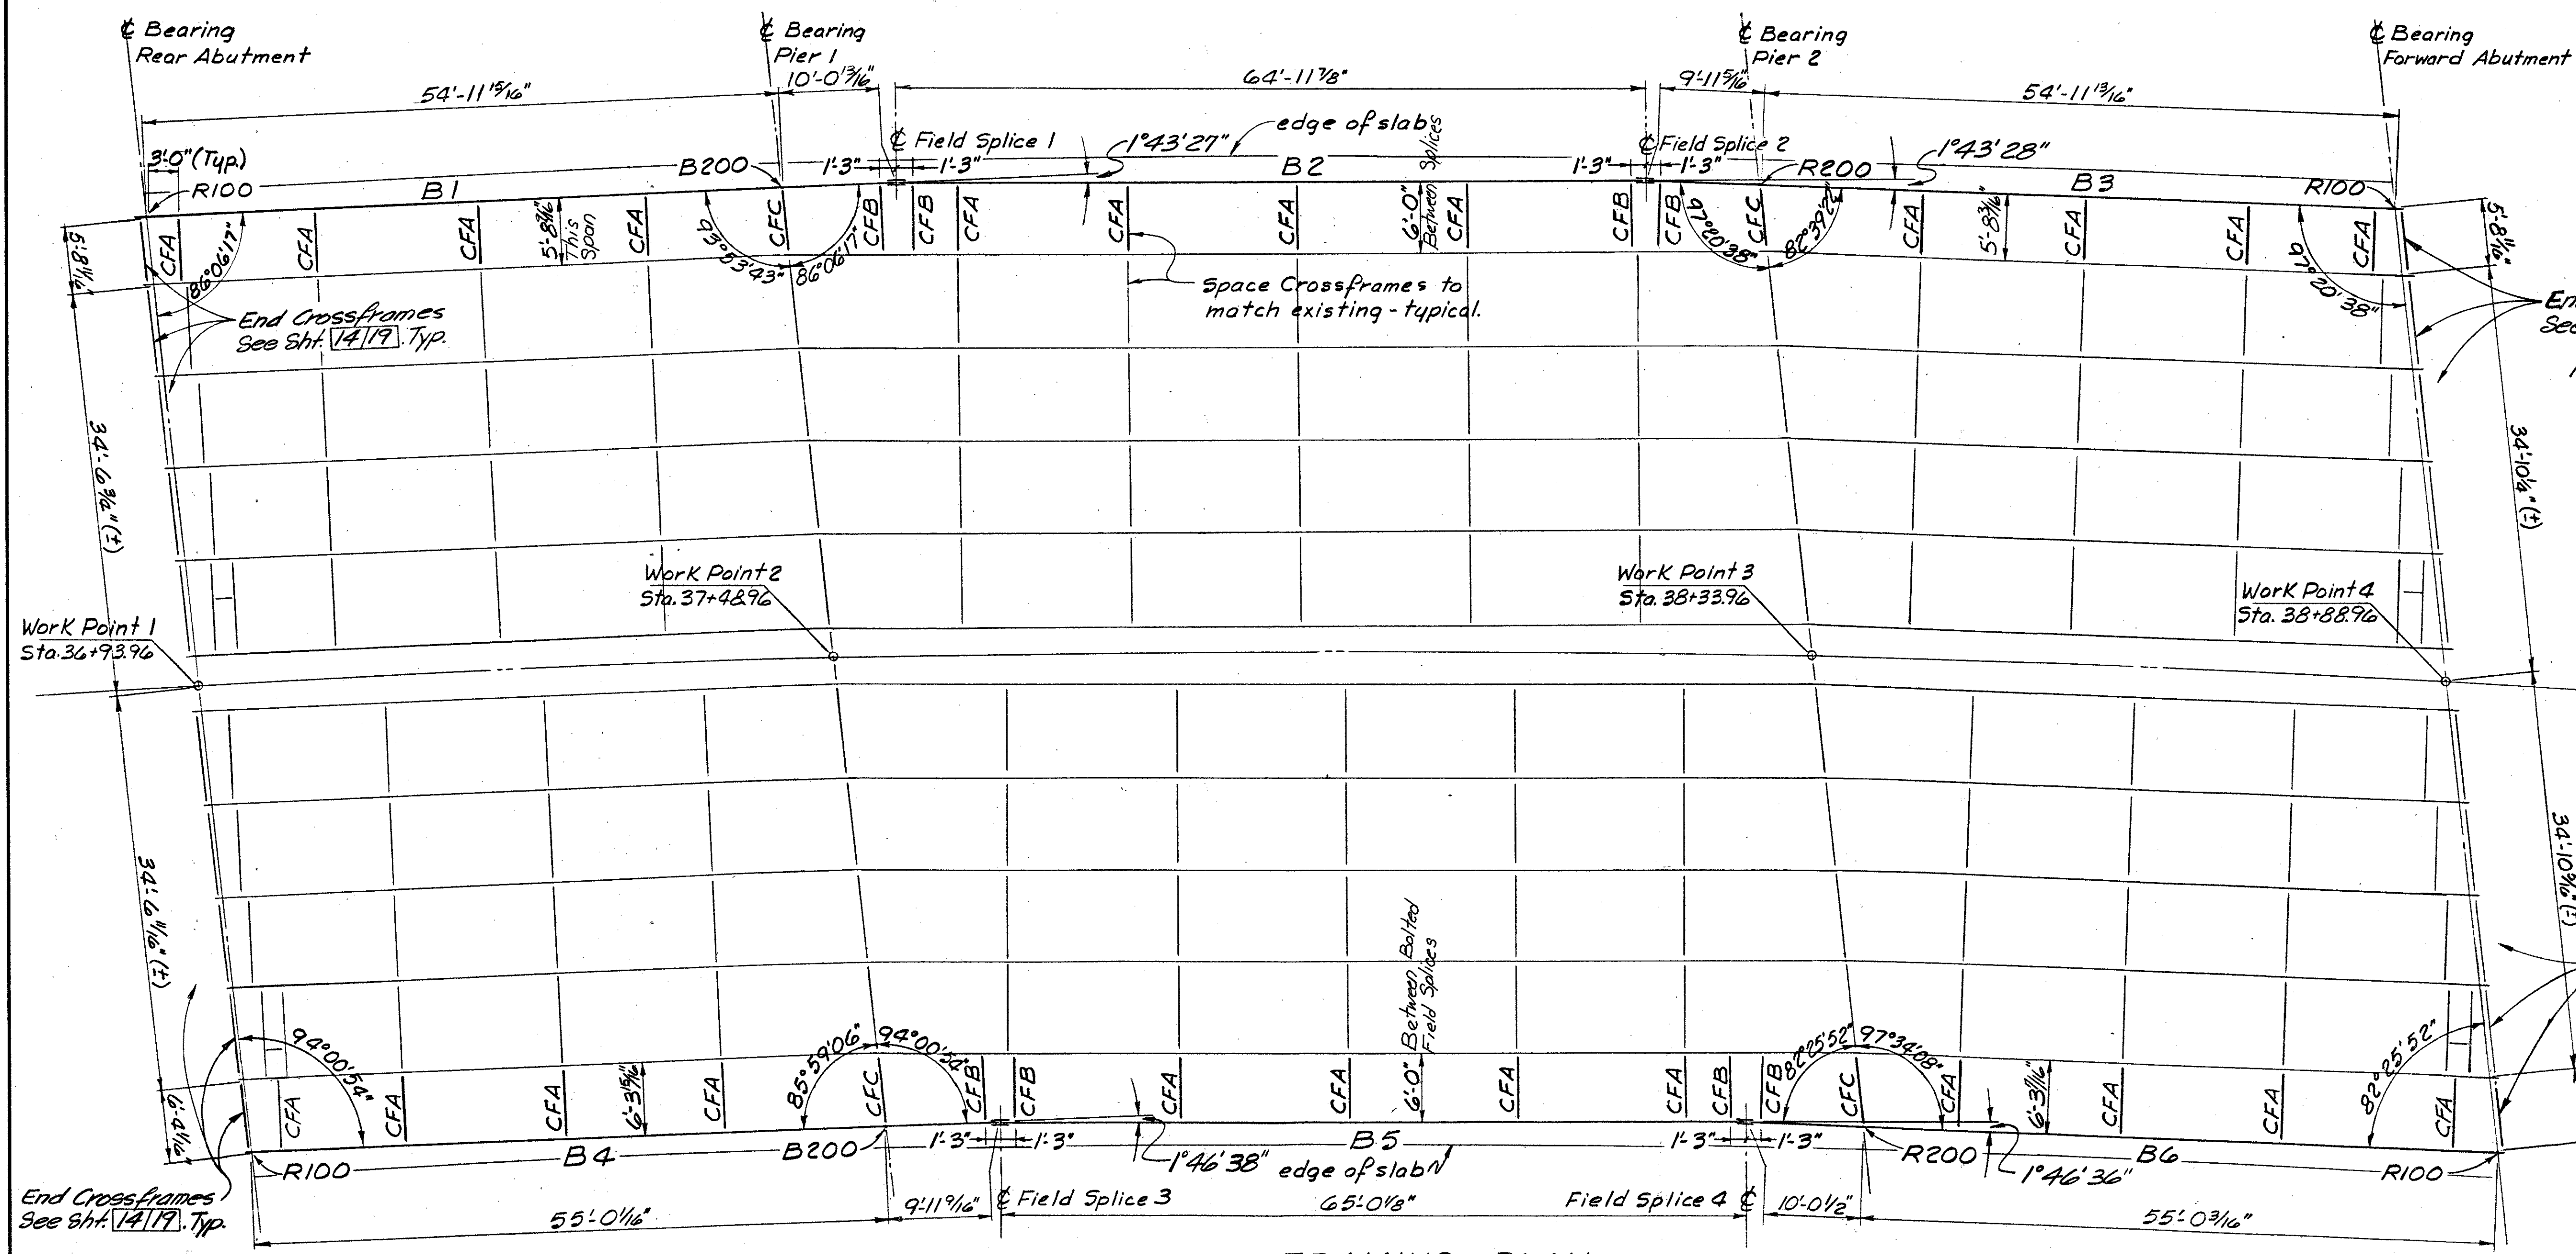 ℄ Bearing
Rear Abutment
℄ Bearing
Pier 1
℄ Bearing
Pier 2
℄ Bearing
Forward Abutment
54'-11 15/16"
10'-0 13/16"
64'-11 7/8"
9'-11 5/16"
54'-11 13/16"
3'-0" (Typ.)
R100
B1
B200
℄ Field Splice 1
1'-3"
1'-3"
1°43'27"
edge of slab
B2
6'-0" Between Splices
1'-3"
℄ Field Splice 2
1'-3"
R200
1°43'28"
B3
R100
5'-8 11/16"
CFA
86°06'17"
CFA
CFA
5'-8 9/16"
This
Span
CFA
93°53'43"
CFC
86°06'17"
CFB
CFB
CFA
CFA
CFA
CFA
CFB
CFB
97°20'38"
CFC
82°39'22"
CFA
5'-8 3/16"
CFA
CFA
97°20'38"
CFA
5'-8 11/16"
End Crossframes
See Sht. 14/19. Typ.
Space Crossframes to
match existing - typical.
34'-6 9/16" (±)
34'-10 1/4" (±)
Work Point 1
Sta. 36+93.96
Work Point 2
Sta. 37+48.96
Work Point 3
Sta. 38+33.96
Work Point 4
Sta. 38+88.96
34'-6 11/16" (±)
34'-10 9/16" (±)
6'-4 1/16"
94°00'54"
CFA
CFA
CFA
6'-3 15/16"
CFA
85°59'06"
94°00'54"
CFC
CFB
CFB
CFA
CFA
6'-0" Between Bolted
Field Splices
CFA
CFA
CFB
CFB
82°25'52"
97°34'08"
CFC
CFA
6'-3 7/16"
CFA
CFA
82°25'52"
CFA
R100
B4
B200
1'-3"
1'-3"
1°46'38"
edge of slab
B5
1'-3"
1'-3"
R200
1°46'36"
B6
R100
End Crossframes
See Sht. 14/19. Typ.
55'-0 1/16"
9'-11 9/16"
℄ Field Splice 3
65'-0 1/8"
Field Splice 4 ℄
10'-0 1/2"
55'-0 3/16"